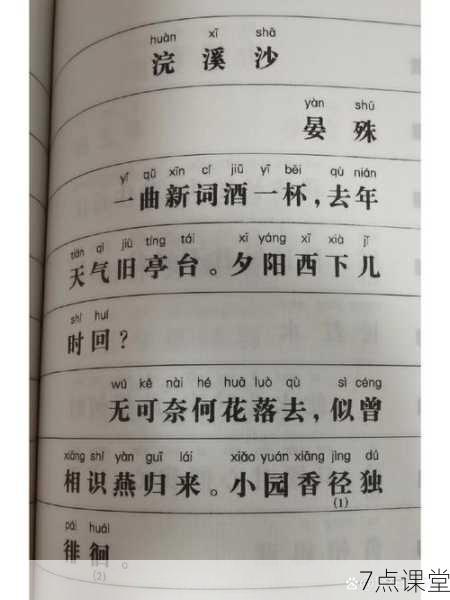 huàn xī shā
浣溪沙
yàn shū
晏殊
yī qǔ xīn cí jiǔ yī bēi qù nián
一曲新词酒一杯，去年
tiān qì jiù tíng tái xī yáng xī xià jǐ
天气旧亭台。夕阳西下几
shí huí
时回？
wú kě nài hé huā luò qù sì céng
无可奈何花落去，似曾
xiāng shí yàn guī lái xiǎo yuán xiāng jìng dú
相识燕归来。小园香径独
(1)
pái huái
徘徊。
(2)
7点课堂